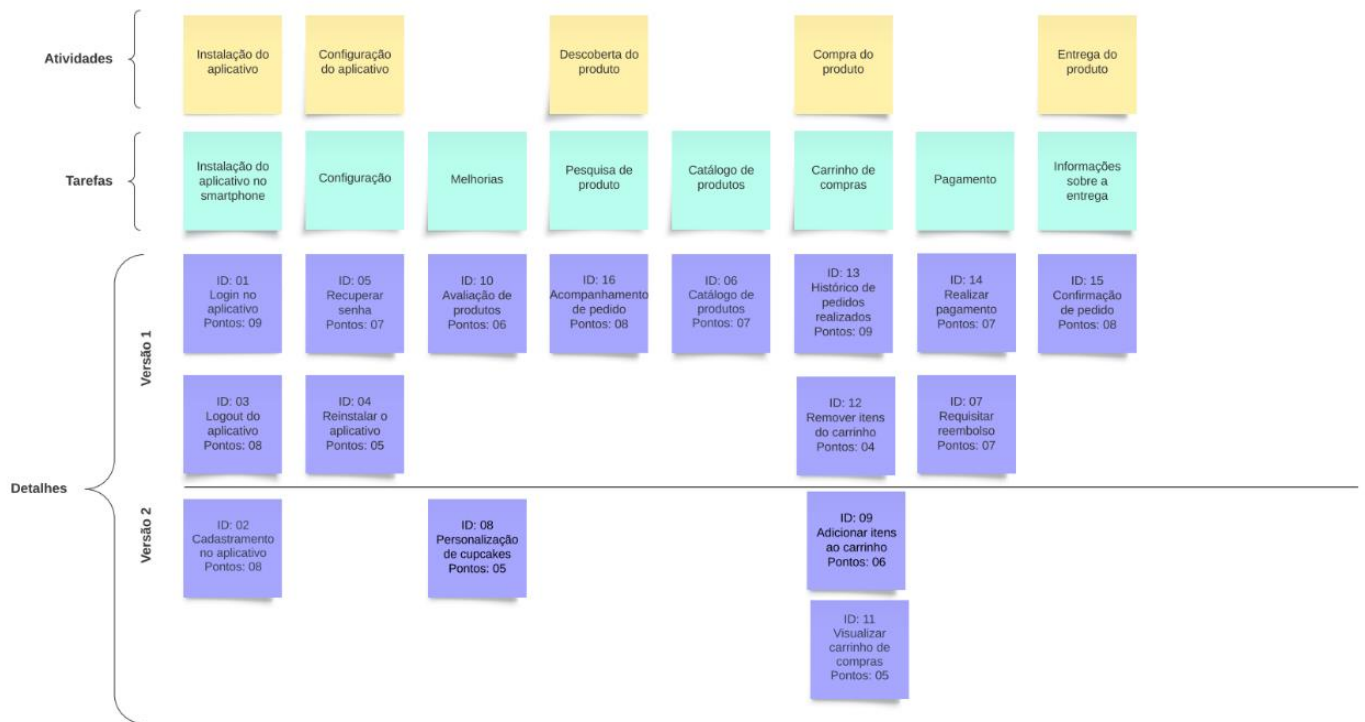 Atividades
Instalação do
aplicativo
Configuração
do aplicativo
Descoberta do
produto
Compra do
produto
Entrega do
produto
Tarefas
Instalação do
aplicativo no
smartphone
Configuração
Melhorias
Pesquisa de
produto
Catálogo de
produtos
Carrinho de
compras
Pagamento
Informações
sobre a
entrega
Detalhes
Versão 1
ID: 01
Login no
aplicativo
Pontos: 09
ID: 05
Recuperar
senha
Pontos: 07
ID: 10
Avaliação de
produtos
Pontos: 06
ID: 16
Acompanhamento
de pedido
Pontos: 08
ID: 06
Catálogo de
produtos
Pontos: 07
ID: 13
Histórico de
pedidos
realizados
Pontos: 09
ID: 14
Realizar
pagamento
Pontos: 07
ID: 15
Confirmação
de pedido
Pontos: 08
ID: 03
Logout do
aplicativo
Pontos: 08
ID: 04
Reinstalar o
aplicativo
Pontos: 05
ID: 12
Remover itens
do carrinho
Pontos: 04
ID: 07
Requisitar
reembolso
Pontos: 07
Versão 2
ID: 02
Cadastramento
no aplicativo
Pontos: 08
ID: 08
Personalização
de cupcakes
Pontos: 05
ID: 09
Adicionar itens
ao carrinho
Pontos: 06
ID: 11
Visualizar
carrinho de
compras
Pontos: 05